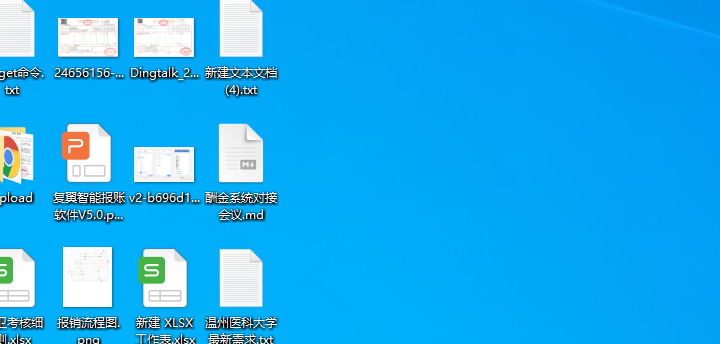 get命令.
txt
24656156-...
Dingtalk_2...
新建文本文档
(4).txt
pload
复翼智能报账
软件V5.0.p...
v2-b696d1...
酬金系统对接
会议.md
考核细
则.xlsx
报销流程图.
png
新建 XLSX
工作表.xlsx
温州医科大学
最新需求.txt